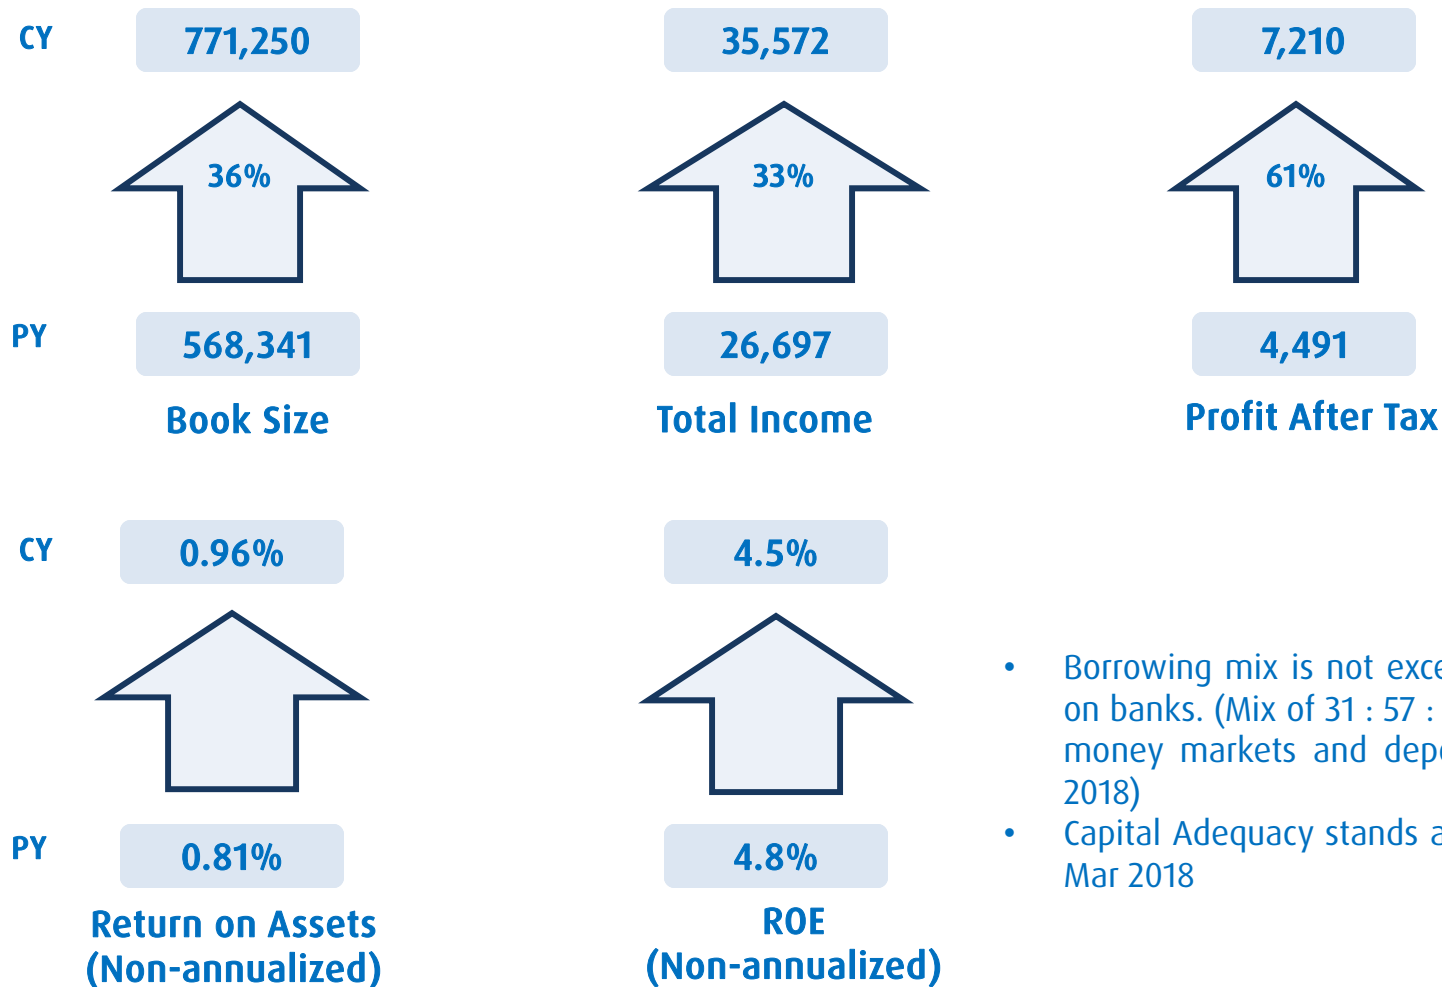 CY 771,250 35,572 7,210
36% 33% 61%
PY 568,341 26,697 4,491
Book Size Total Income Profit After Tax
CY 0.96% 4.5%
• Borrowing mix is not
on banks. (Mix of 31 : 57 :
money markets and
2018)
• Capital Adequacy stands
Mar 2018
PY 0.81% 4.8%
Return on Assets ROE
(Non-annualized) (Non-annualized)